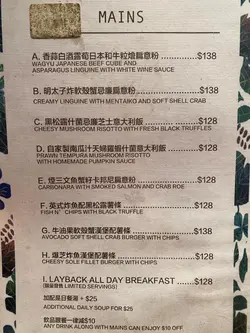 MAINS
A. 香蒜白酒露筍日本和牛粒燴扁意粉 $138
WAGYU JAPANESE BEEF CUBE AND
ASPARAGUS LINGUINE WITH WHITE WINE SAUCE
B. 胡太子炸軟殼蟹忌廉扁意粉 $138
CREAMY LINGUINE WITH MENTAIKO AND SOFT SHELL CRAB
C. 黑松露什菌忌廉芝士意大利飯 $128
CHEESY MUSHROOM RISOTTO WITH FRESH BLACK TRUFFLES
D. 自家製南瓜汁天婦羅蝦什菌意大利飯 $128
PRAWN TEMPURA MUSHROOM RISOTTO
WITH HOMEMADE PUMPKIN SAUCE
E. 煙三文魚蟹籽卡邦尼扁意粉 $128
CARBONARA WITH SMOKED SALMON AND CRAB ROE
F. 英式炸魚配黑松露薯條 $128
FISH N' CHIPS WITH BLACK TRUFFLE
G. 牛油果軟殼蟹漢堡配薯條 $138
AVOCADO SOFT SHELL CRAB BURGER WITH CHIPS
H. 爆芝炸魚漢堡配薯條 $128
CHEESY SOLE FILLET BURGER WITH CHIPS
I. LAYBACK ALL DAY BREAKFAST $128
(隨座發售 LIMITED SERVINGS)
加配是日餐湯 + $25
ADDITIONAL DAILY SOUP FOR $25
飲品跟餐一律減$10
ANY DRINK ALONG WITH MAINS CAN ENJOY $10 OFF